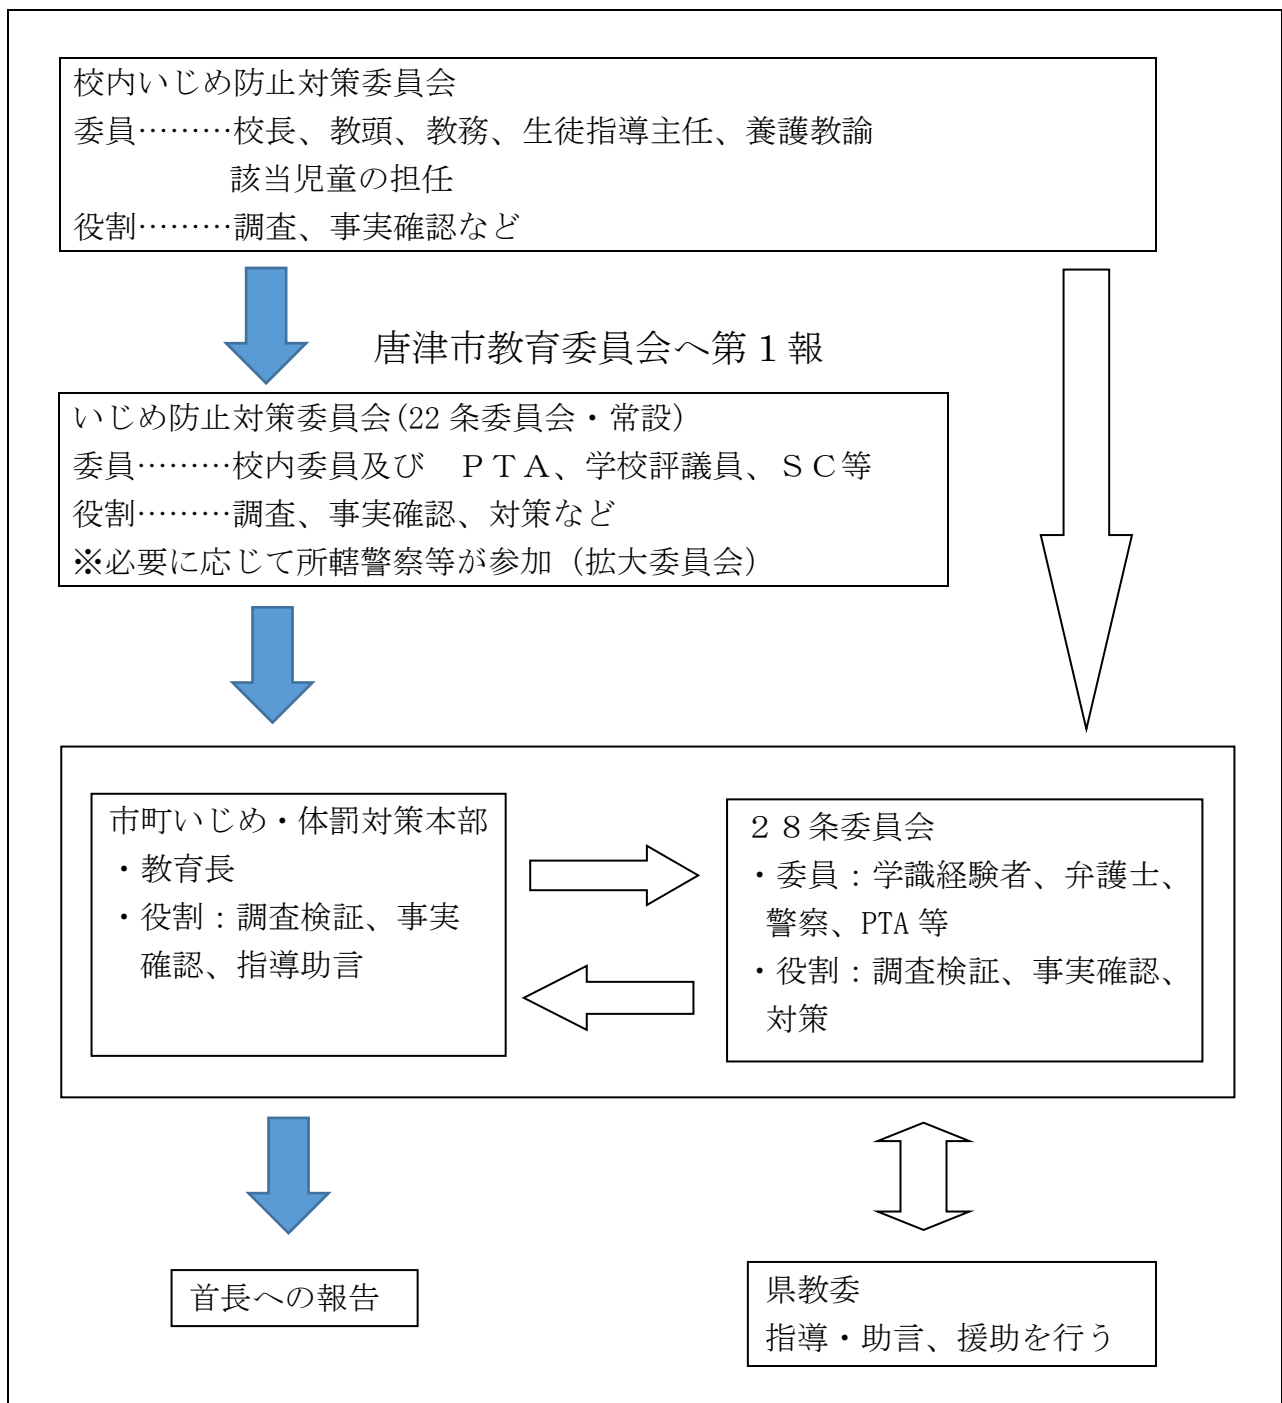 校内いじめ防止対策委員会
委員………校長、教頭、教務、生徒指導主任、養護教諭
該当児童の担任
役割………調査、事実確認など
唐津市教育委員会へ第１報
いじめ防止対策委員会(22条委員会・常設)
委員………校内委員及び　ＰＴＡ、学校評議員、ＳＣ等
役割………調査、事実確認、対策など
※必要に応じて所轄警察等が参加（拡大委員会）
市町いじめ・体罰対策本部
・教育長
・役割：調査検証、事実
確認、指導助言
２８条委員会
・委員：学識経験者、弁護士、
警察、PTA等
・役割：調査検証、事実確認、
対策
首長への報告
県教委
指導・助言、援助を行う